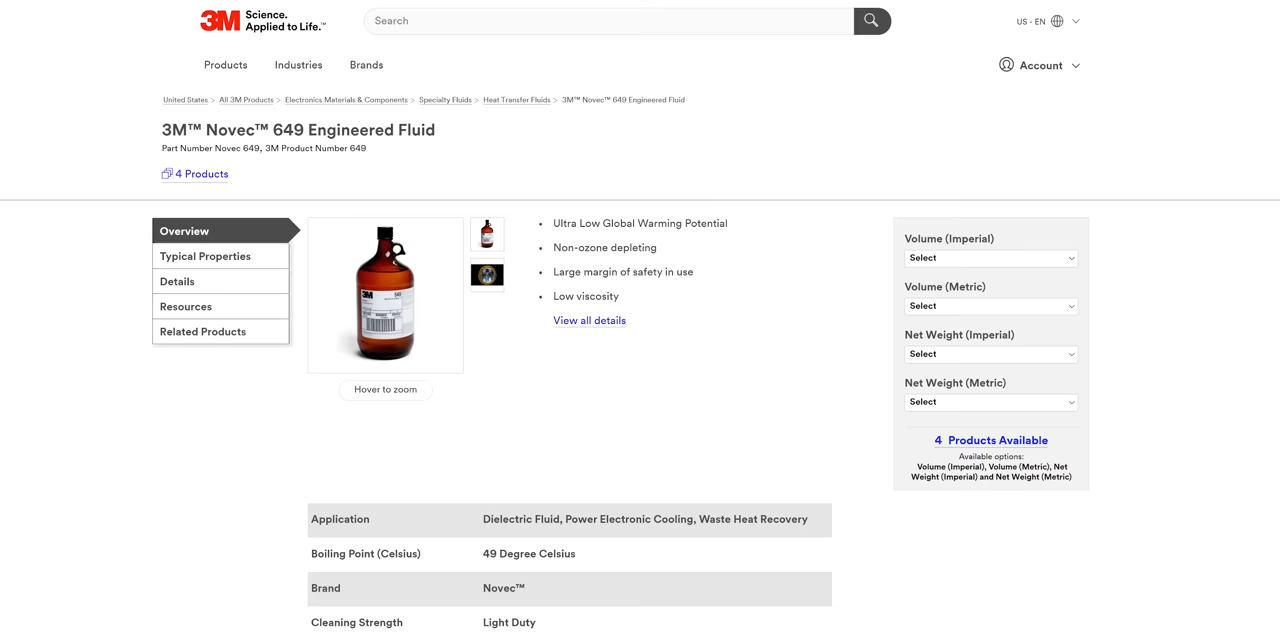 3M Science.
Applied to Life.™
Search
US - EN
Products
Industries
Brands
Account
United States > All 3M Products > Electronics Materials & Components > Specialty Fluids > Heat Transfer Fluids > 3M™ Novec™ 649 Engineered Fluid
3M™ Novec™ 649 Engineered Fluid
Part Number Novec 649, 3M Product Number 649
4 Products
Overview
Typical Properties
Details
Resources
Related Products
3M
649
Hover to zoom
• Ultra Low Global Warming Potential
• Non-ozone depleting
• Large margin of safety in use
• Low viscosity
View all details
Volume (Imperial)
Select
Volume (Metric)
Select
Net Weight (Imperial)
Select
Net Weight (Metric)
Select
4 Products Available
Available options:
Volume (Imperial), Volume (Metric), Net
Weight (Imperial) and Net Weight (Metric)
Application Dielectric Fluid, Power Electronic Cooling, Waste Heat Recovery
Boiling Point (Celsius) 49 Degree Celsius
Brand Novec™
Cleaning Strength Light Duty